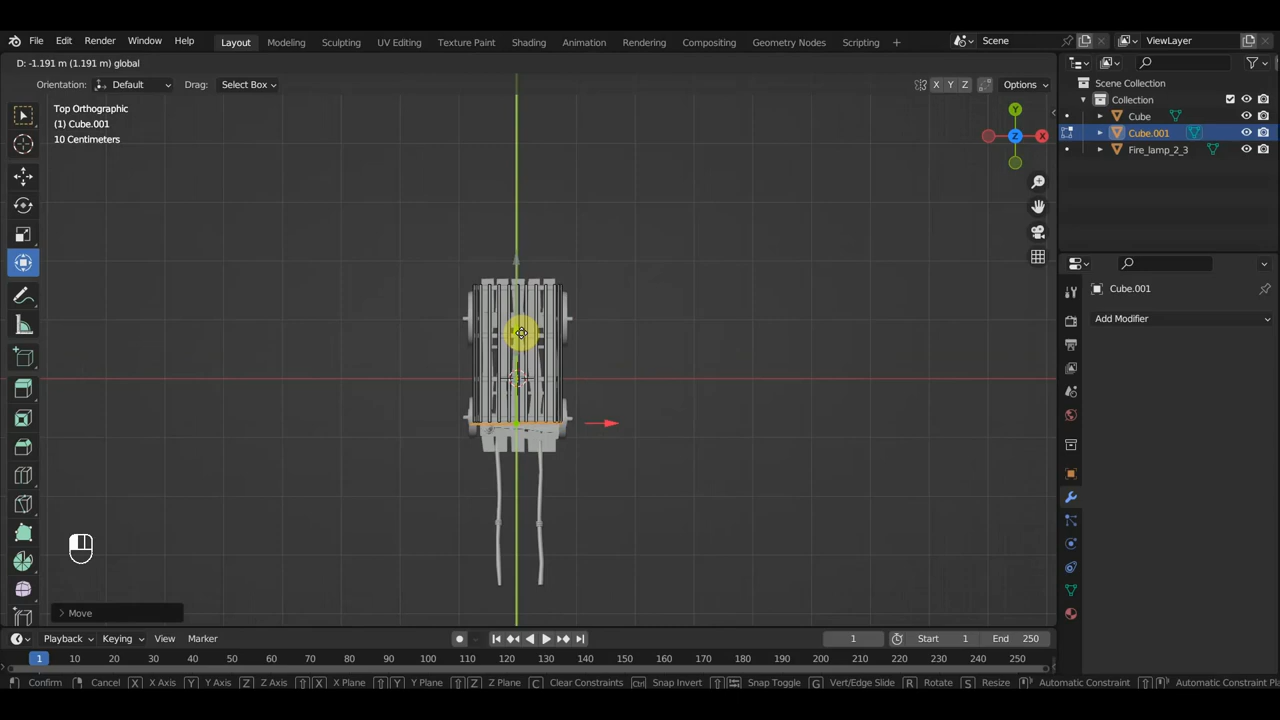 File Edit Render Window Help Layout Modeling Sculpting UV Editing Texture Paint Shading Animation Rendering Compositing Geometry Nodes Scripting + Scene ViewLayer
D: -1.191 m (1.191 m) global
Orientation: Default Drag: Select Box X Y Z Options
Top Orthographic
(1) Cube.001
10 Centimeters
Y
Z X
Scene Collection
Collection
Cube
Cube.001
Fire_lamp_2_3
Cube.001
Add Modifier
Move
Playback Keying View Marker 1 Start 1 End 250
1 10 20 30 40 50 60 70 80 90 100 110 120 130 140 150 160 170 180 190 200 210 220 230 240 250
Confirm Cancel X X Axis Y Y Axis Z Z Axis X X Plane Y Y Plane Z Z Plane C Clear Constraints Ctrl Snap Invert Snap Toggle G Vert/Edge Slide R Rotate S Resize Automatic Constraint Automatic Constraint Plane